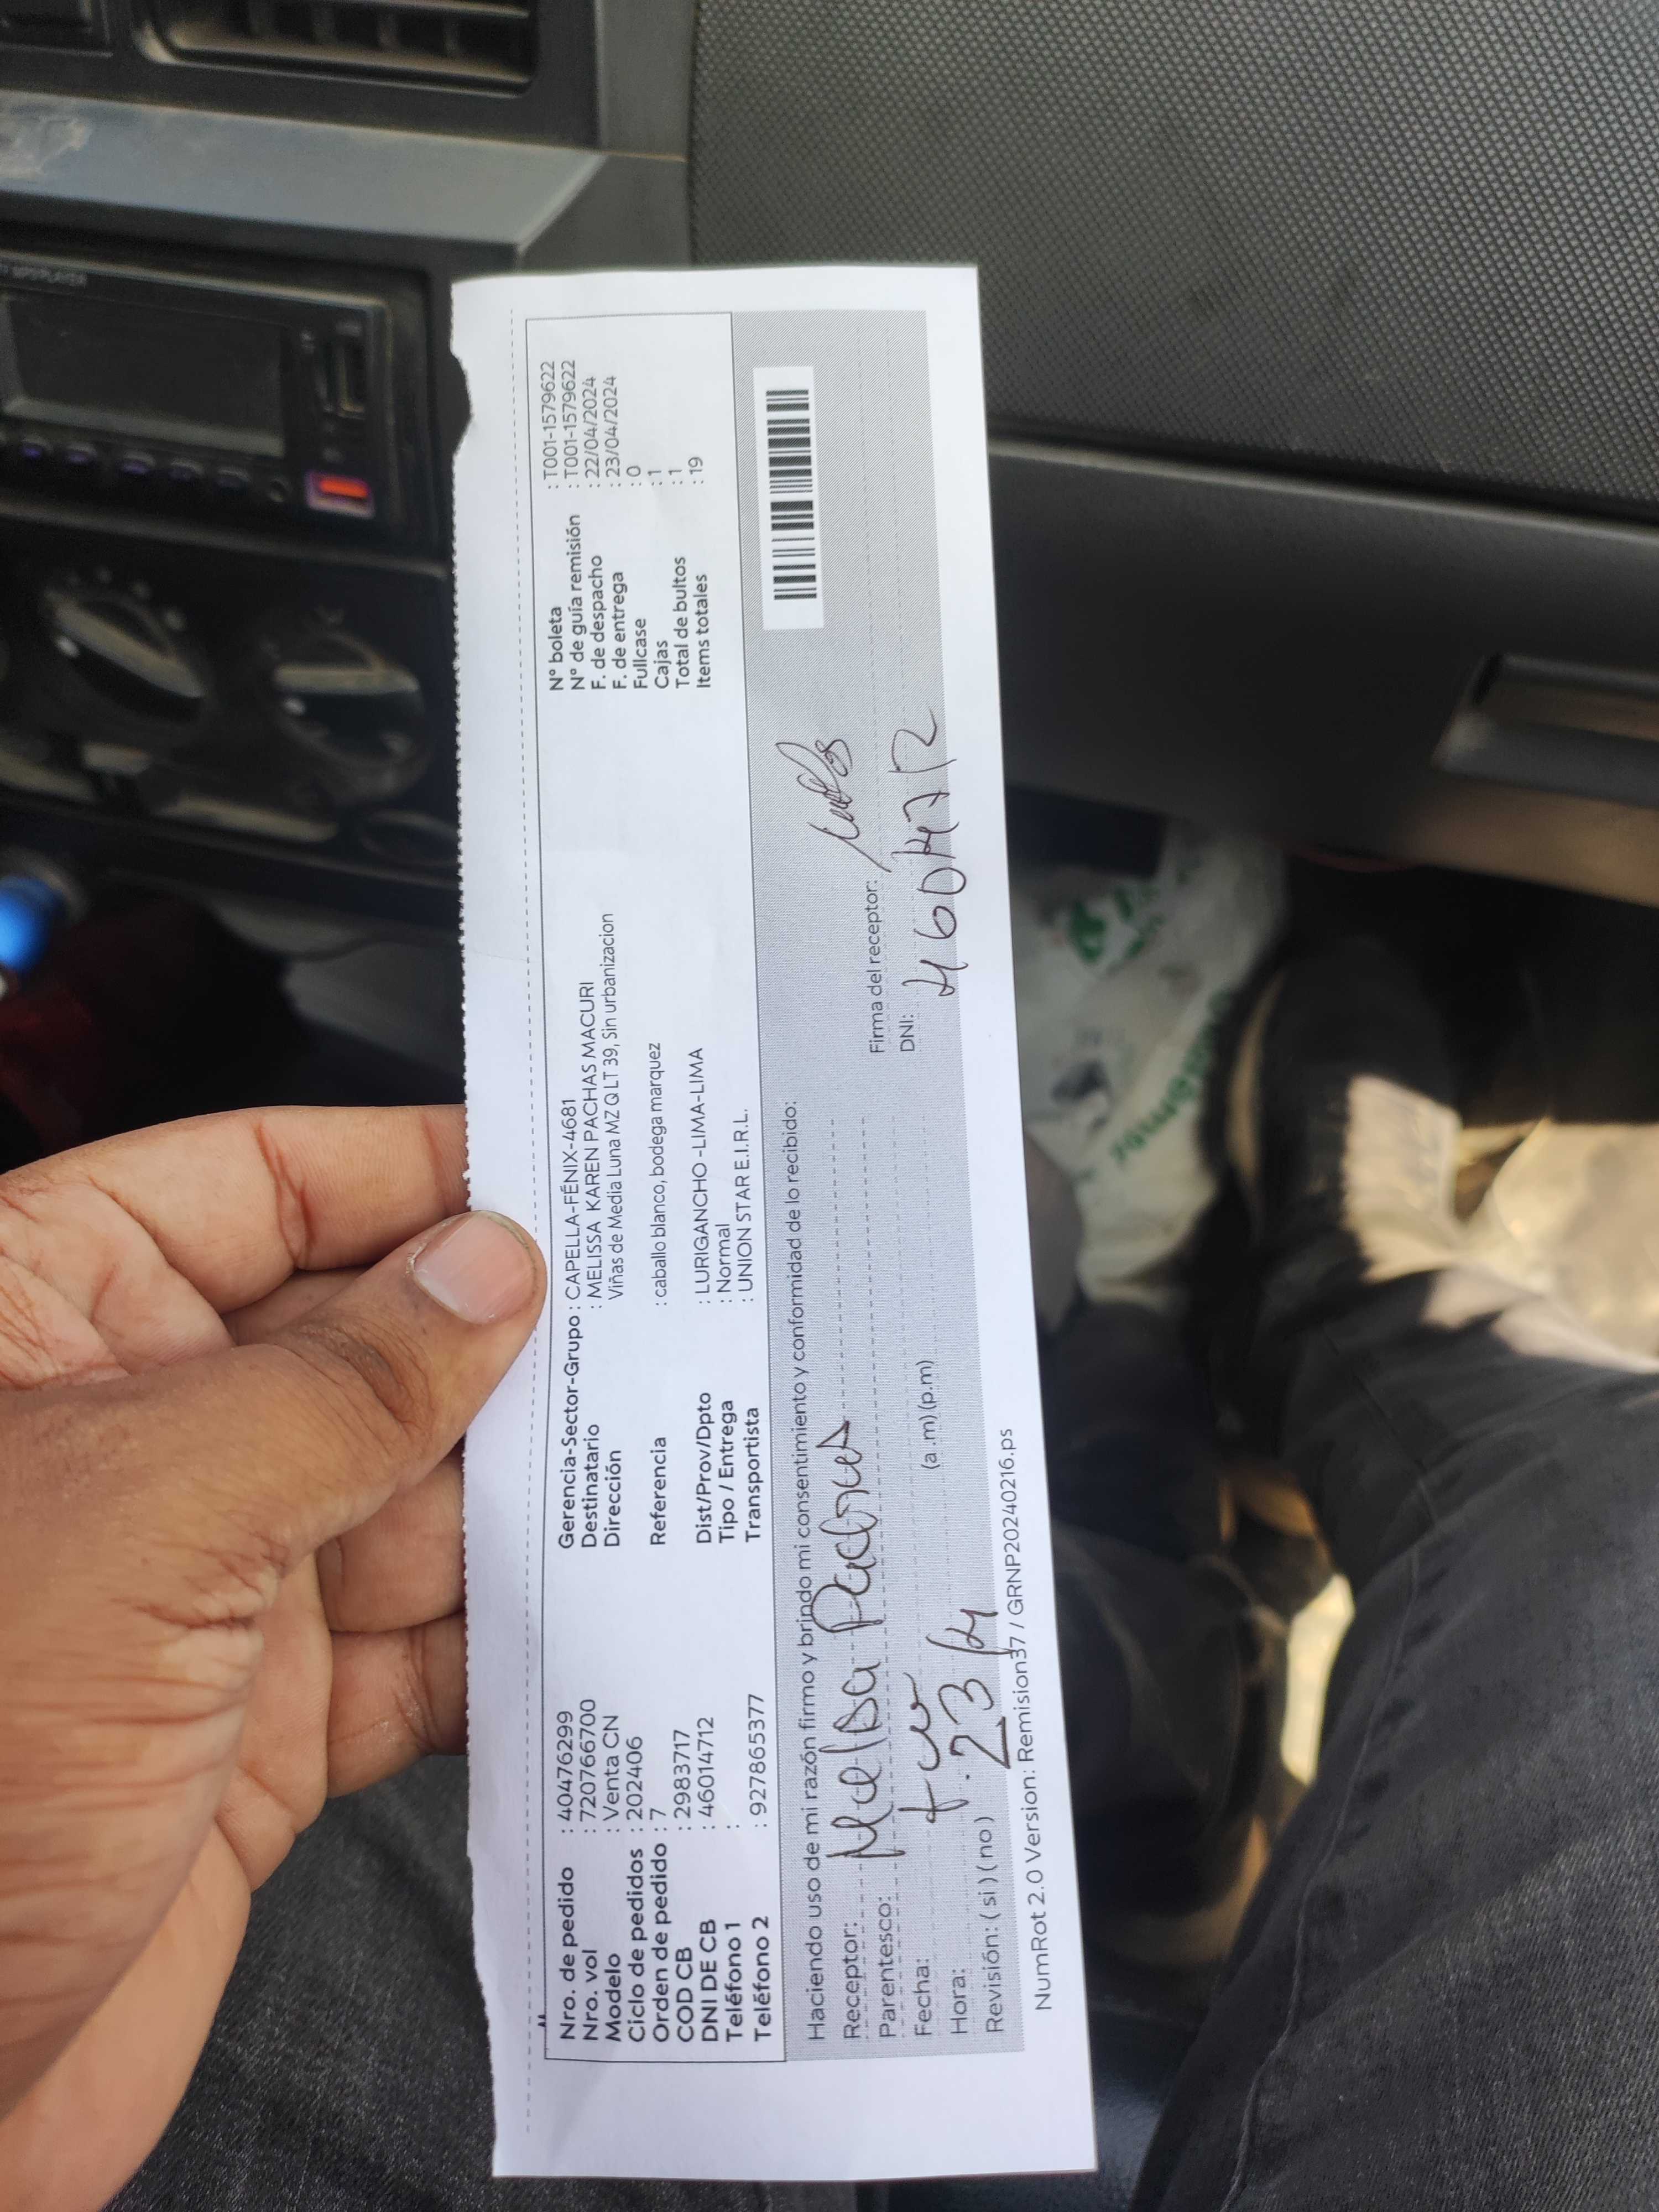 Nro. de pedido : 40476299
Nro. vol : 720766700
Modelo : Venta CN
Ciclo de pedidos : 202406
Orden de pedido : 7
COD CB : 2983717
DNI DE CB : 46014712
Teléfono 1 :
Teléfono 2 : 927865377
Gerencia-Sector-Grupo : CAPELLA-FÉNIX-4681
Destinatario : MELISSA KAREN PACHAS MACURI
Dirección Viñas de Media Luna MZ Q LT 39, Sin urbanizacion
Referencia : caballo blanco, bodega marquez
Dist/Prov/Dpto : LURIGANCHO -LIMA-LIMA
Tipo / Entrega : Normal
Transportista : UNION STAR E.I.R.L.
N° boleta : T001-1579622
N° de guía remisión : T001-1579622
F. de despacho : 22/04/2024
F. de entrega : 23/04/2024
Fullcase : 0
Cajas : 1
Total de bultos : 1
Items totales : 19
Haciendo uso de mi razón firmo y brindo mi consentimiento y conformidad de lo recibido:
Receptor: Melissa Pachas
Parentesco:
Fecha:
Hora: 23/4 (a.m) (p.m)
Revisión: ( si ) ( no )
Firma del receptor:
DNI:
NumRot 2.0 Version: Remision37 / GRNP20240216.ps